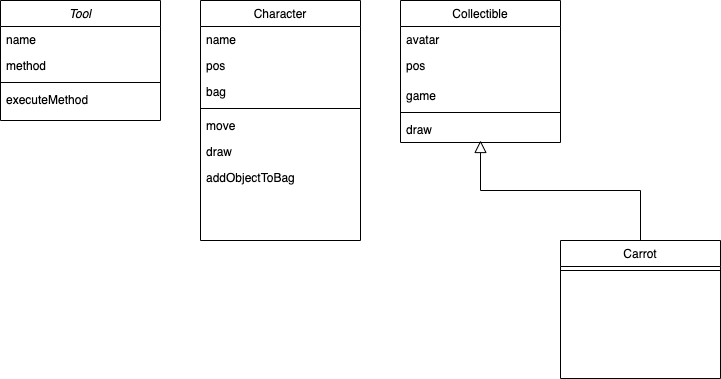 Tool
name
method
executeMethod
Character
name
pos
bag
move
draw
addObjectToBag
Collectible
avatar
pos
game
draw
Carrot